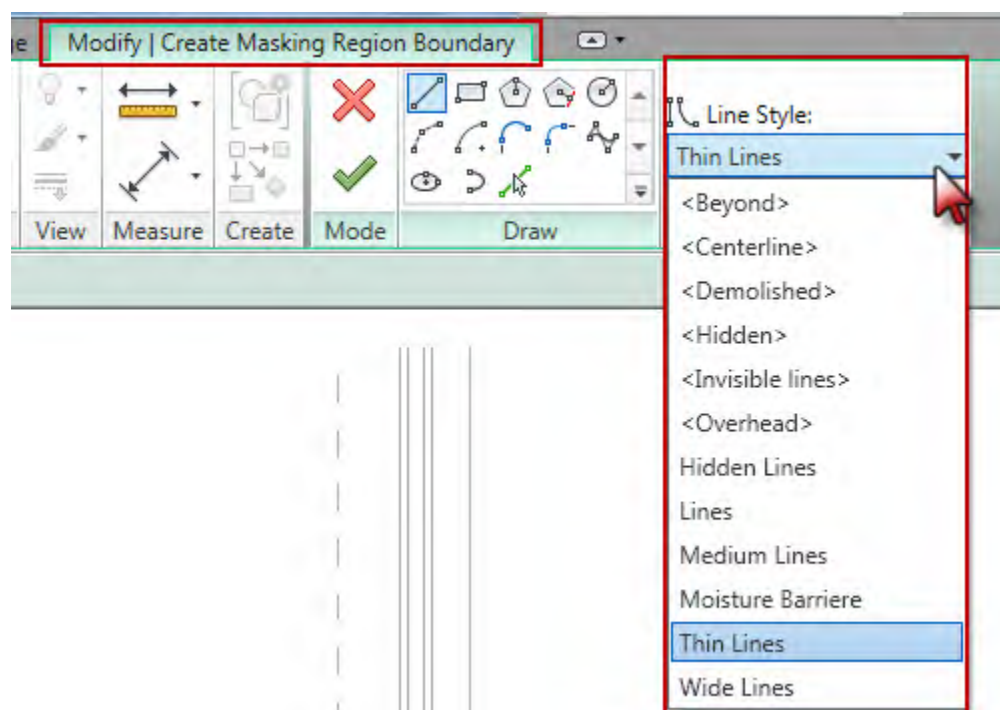 e
Modify | Create Masking Region Boundary
Line Style:
Thin Lines
View Measure Create Mode Draw
<Beyond>
<Centerline>
<Demolished>
<Hidden>
<Invisible lines>
<Overhead>
Hidden Lines
Lines
Medium Lines
Moisture Barriere
Thin Lines
Wide Lines